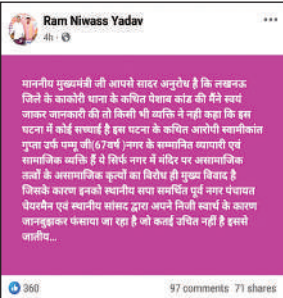 Ram Niwass Yadav
4h
माननीय मुख्यमंत्री जी आपसे सादर अनुरोध है कि लखनऊ
जिले के काकोरी थाना के कथित पेशाब कांड की मैंने स्वयं
जाकर जानकारी की तो किसी भी व्यक्ति ने नही कहा कि इस
घटना में कोई सच्चाई है इस घटना के कथित आरोपी स्वामीकांत
गुप्ता उर्फ पम्मू जी(67वर्ष )नगर के सम्मानित व्यापारी एवं
सामाजिक व्यक्ति हैं ये सिर्फ नगर में मंदिर पर असामाजिक
तत्वों के असामाजिक कृत्यों का विरोध ही मुख्य विवाद है
जिसके कारण इनको स्थानीय सपा समर्थित पूर्व नगर पंचायत
चेयरमैन एवं स्थानीय सांसद द्वारा अपने निजी स्वार्थ के कारण
जानबूझकर फंसाया जा रहा है जो कतई उचित नहीं है इससे
जातीय...
360
97 comments 71 shares